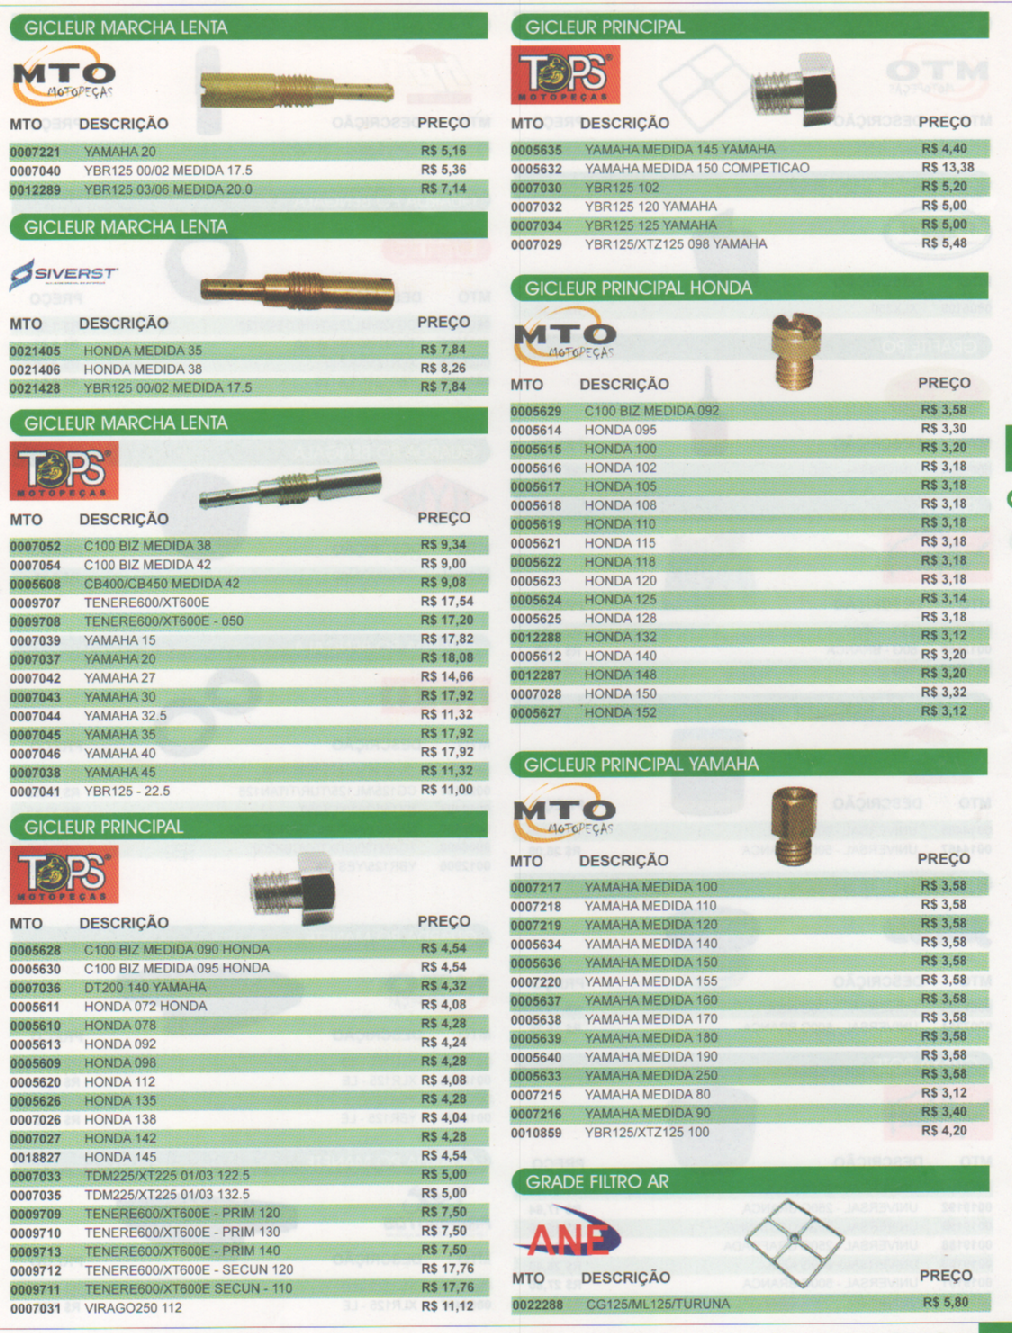 GICLEUR MARCHA LENTA
MTO
MOTOPEÇAS
MTO DESCRIÇÃO PREÇO
0007221 YAMAHA 20 R$ 5,16
0007040 YBR125 00/02 MEDIDA 17.5 R$ 5,36
0012289 YBR125 03/06 MEDIDA 20.0 R$ 7,14
GICLEUR MARCHA LENTA
SIVERST
MTO DESCRIÇÃO PREÇO
0021405 HONDA MEDIDA 35 R$ 7,84
0021406 HONDA MEDIDA 38 R$ 8,26
0021428 YBR125 00/02 MEDIDA 17.5 R$ 7,84
GICLEUR MARCHA LENTA
TOPS
MOTOPEÇAS
MTO DESCRIÇÃO PREÇO
0007052 C100 BIZ MEDIDA 38 R$ 9,34
0007054 C100 BIZ MEDIDA 42 R$ 9,00
0005608 CB400/CB450 MEDIDA 42 R$ 9,08
0009707 TENERE600/XT600E R$ 17,54
0009708 TENERE600/XT600E - 050 R$ 17,20
0007039 YAMAHA 15 R$ 17,82
0007037 YAMAHA 20 R$ 18,08
0007042 YAMAHA 27 R$ 14,66
0007043 YAMAHA 30 R$ 17,92
0007044 YAMAHA 32.5 R$ 11,32
0007045 YAMAHA 35 R$ 17,92
0007046 YAMAHA 40 R$ 17,92
0007038 YAMAHA 45 R$ 11,32
0007041 YBR125 - 22.5 R$ 11,00
GICLEUR PRINCIPAL
TOPS
MOTOPEÇAS
MTO DESCRIÇÃO PREÇO
0005628 C100 BIZ MEDIDA 090 HONDA R$ 4,54
0005630 C100 BIZ MEDIDA 095 HONDA R$ 4,54
0007036 DT200 140 YAMAHA R$ 4,32
0005611 HONDA 072 HONDA R$ 4,08
0005610 HONDA 078 R$ 4,28
0005613 HONDA 092 R$ 4,24
0005609 HONDA 098 R$ 4,28
0005620 HONDA 112 R$ 4,08
0005626 HONDA 135 R$ 4,28
0007026 HONDA 138 R$ 4,04
0007027 HONDA 142 R$ 4,28
0018827 HONDA 145 R$ 4,54
0007033 TDM225/XT225 01/03 122.5 R$ 5,00
0007035 TDM225/XT225 01/03 132.5 R$ 5,00
0009709 TENERE600/XT600E - PRIM 120 R$ 7,50
0009710 TENERE600/XT600E - PRIM 130 R$ 7,50
0009713 TENERE600/XT600E - PRIM 140 R$ 7,50
0009712 TENERE600/XT600E - SECUN 120 R$ 17,76
0009711 TENERE600/XT600E SECUN - 110 R$ 17,76
0007031 VIRAGO250 112 R$ 11,12
GICLEUR PRINCIPAL
TOPS
MOTOPEÇAS
MTO DESCRIÇÃO PREÇO
0005635 YAMAHA MEDIDA 145 YAMAHA R$ 4,40
0005632 YAMAHA MEDIDA 150 COMPETICAO R$ 13,38
0007030 YBR125 102 R$ 5,20
0007032 YBR125 120 YAMAHA R$ 5,00
0007034 YBR125 125 YAMAHA R$ 5,00
0007029 YBR125/XTZ125 098 YAMAHA R$ 5,48
GICLEUR PRINCIPAL HONDA
MTO
MOTOPEÇAS
MTO DESCRIÇÃO PREÇO
0005629 C100 BIZ MEDIDA 092 R$ 3,58
0005614 HONDA 095 R$ 3,30
0005615 HONDA 100 R$ 3,20
0005616 HONDA 102 R$ 3,18
0005617 HONDA 105 R$ 3,18
0005618 HONDA 108 R$ 3,18
0005619 HONDA 110 R$ 3,18
0005621 HONDA 115 R$ 3,18
0005622 HONDA 118 R$ 3,18
0005623 HONDA 120 R$ 3,18
0005624 HONDA 125 R$ 3,14
0005625 HONDA 128 R$ 3,18
0012288 HONDA 132 R$ 3,12
0005612 HONDA 140 R$ 3,20
0012287 HONDA 148 R$ 3,20
0007028 HONDA 150 R$ 3,32
0005627 HONDA 152 R$ 3,12
GICLEUR PRINCIPAL YAMAHA
MTO
MOTOPEÇAS
MTO DESCRIÇÃO PREÇO
0007217 YAMAHA MEDIDA 100 R$ 3,58
0007218 YAMAHA MEDIDA 110 R$ 3,58
0007219 YAMAHA MEDIDA 120 R$ 3,58
0005634 YAMAHA MEDIDA 140 R$ 3,58
0005636 YAMAHA MEDIDA 150 R$ 3,58
0007220 YAMAHA MEDIDA 155 R$ 3,58
0005637 YAMAHA MEDIDA 160 R$ 3,58
0005638 YAMAHA MEDIDA 170 R$ 3,58
0005639 YAMAHA MEDIDA 180 R$ 3,58
0005640 YAMAHA MEDIDA 190 R$ 3,58
0005633 YAMAHA MEDIDA 250 R$ 3,58
0007215 YAMAHA MEDIDA 80 R$ 3,12
0007216 YAMAHA MEDIDA 90 R$ 3,40
0010859 YBR125/XTZ125 100 R$ 4,20
GRADE FILTRO AR
ANE
MTO DESCRIÇÃO PREÇO
0022288 CG125/ML125/TURUNA R$ 5,80